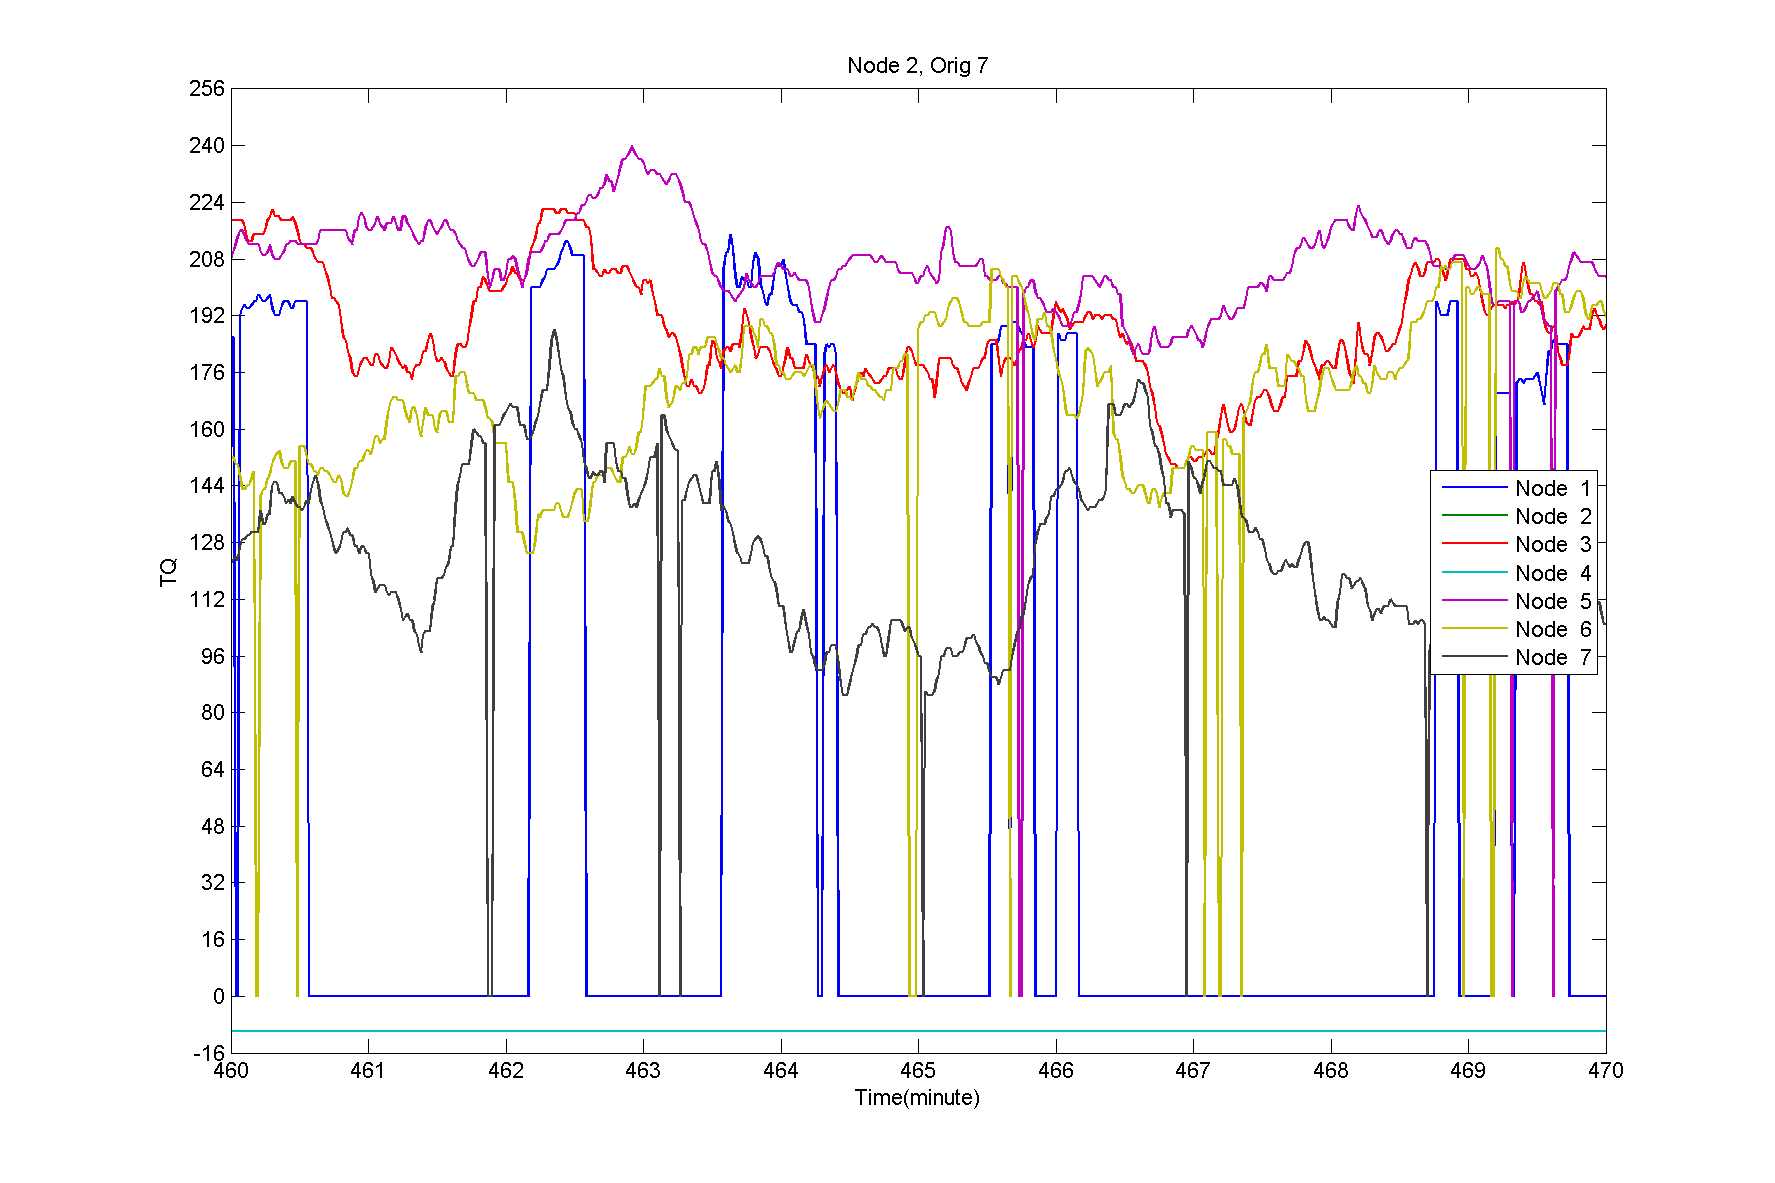 Node 2, Orig 7
256
240
224
208
192
176
160
144
128
112
96
80
64
48
32
16
0
-16
TQ
Node 1
Node 2
Node 3
Node 4
Node 5
Node 6
Node 7
460 461 462 463 464 465 466 467 468 469 470
Time(minute)